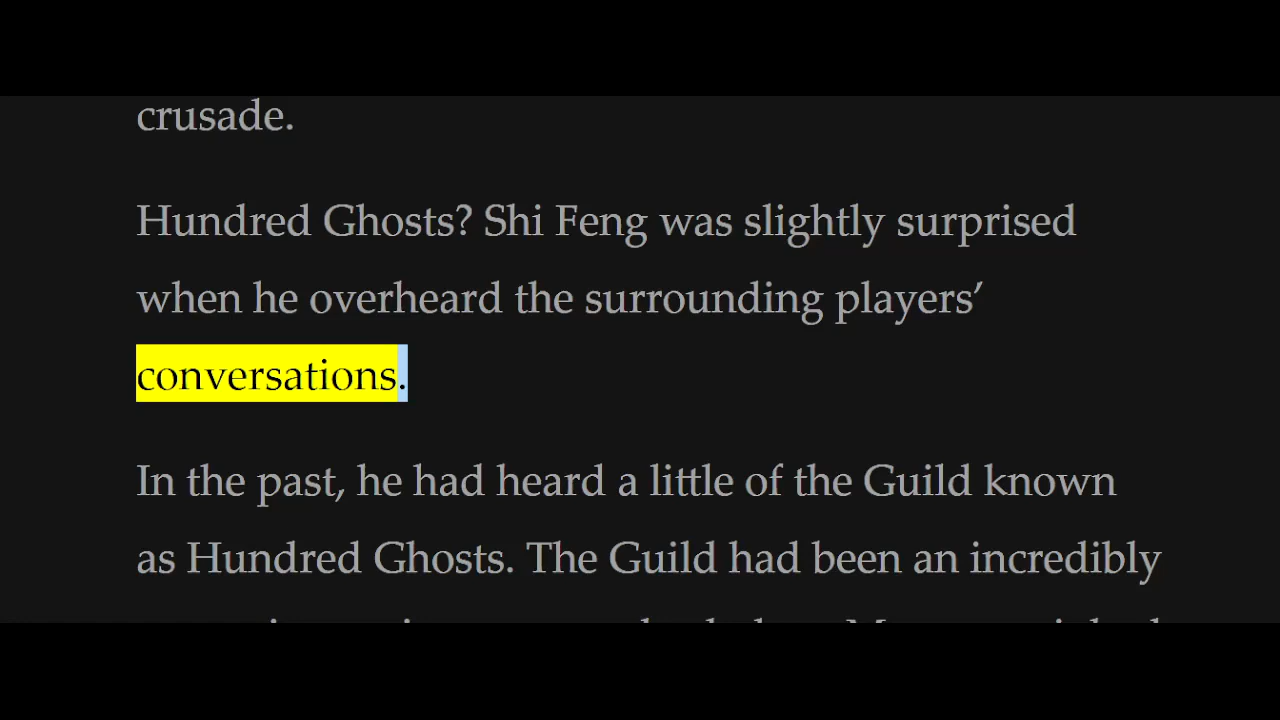 crusade.
Hundred Ghosts? Shi Feng was slightly surprised
when he overheard the surrounding players’
conversations.
In the past, he had heard a little of the Guild known
as Hundred Ghosts. The Guild had been an incredibly